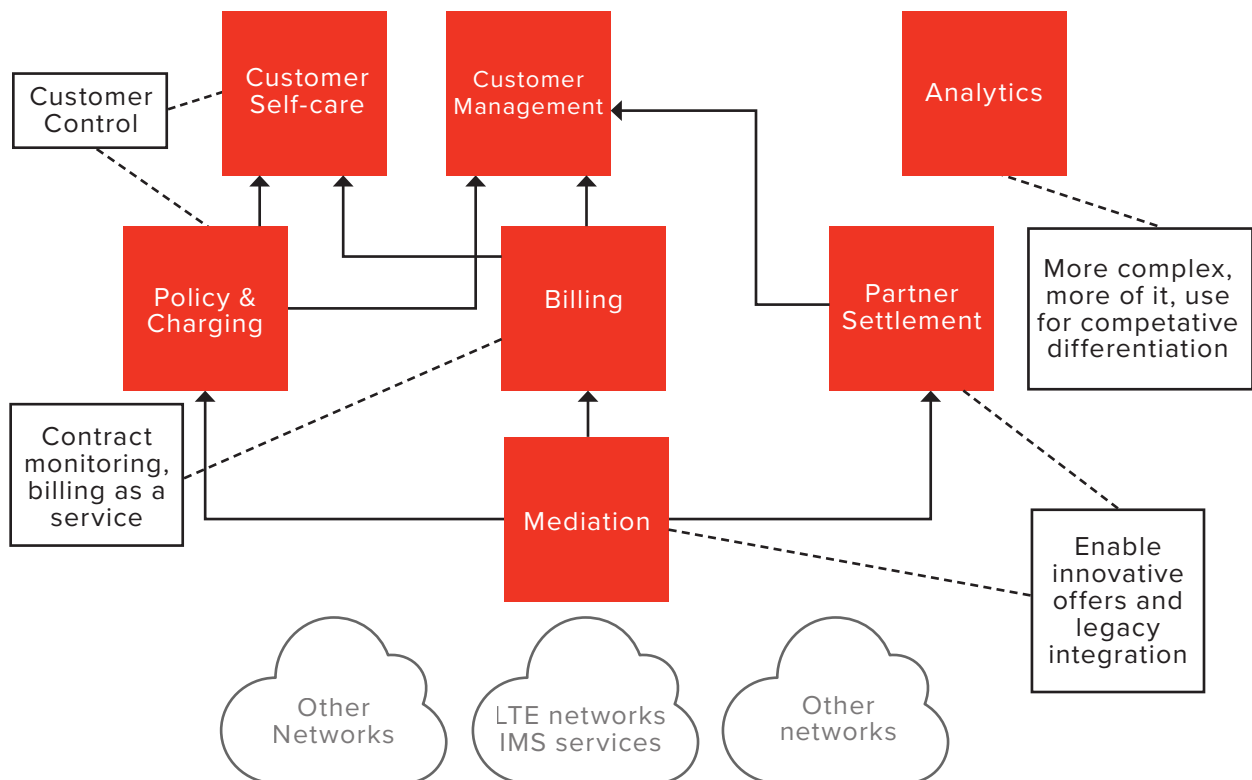 Customer
Control
Customer
Self-care
Customer
Management
Analytics
Policy &
Charging
Billing
Partner
Settlement
More complex,
more of it, use
for competative
differentiation
Contract
monitoring,
billing as a
service
Mediation
Enable
innovative
offers and
legacy
integration
Other
Networks
LTE networks
IMS services
Other
networks